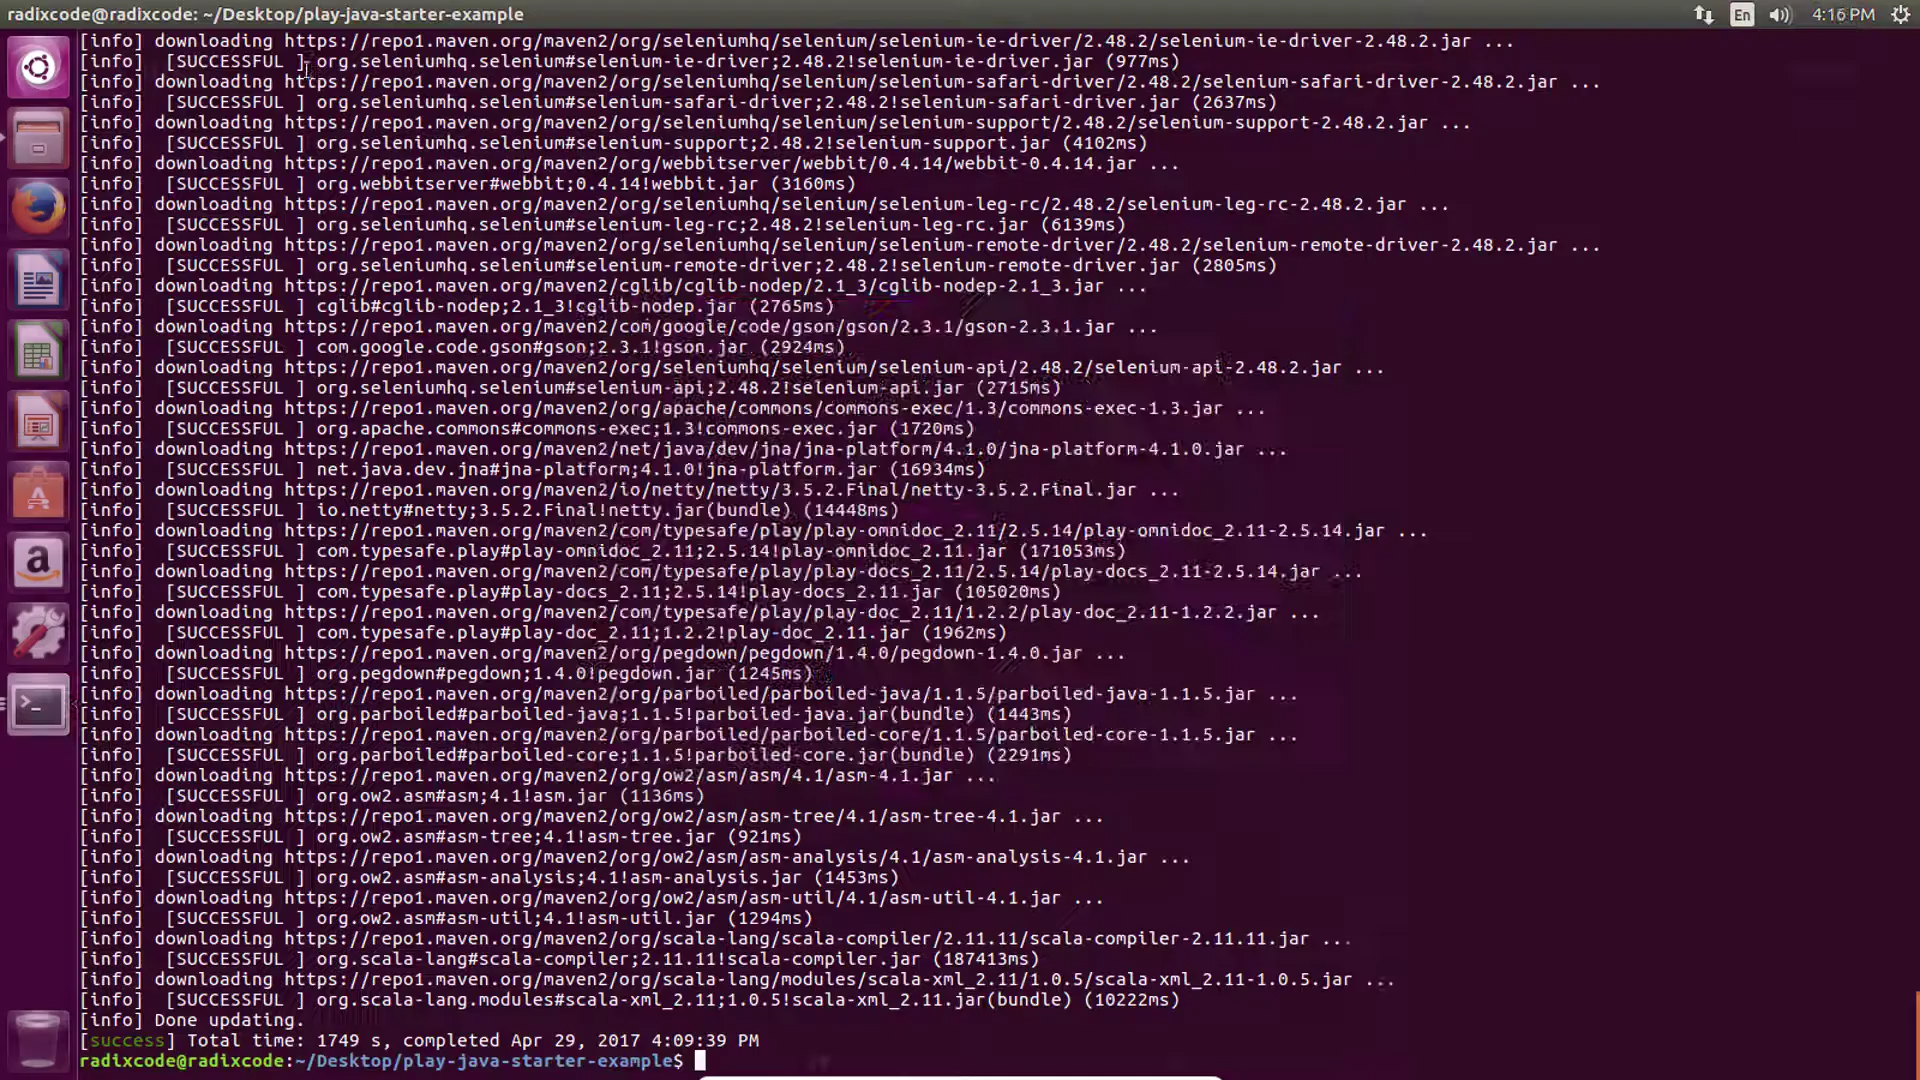 radixcode@radixcode: ~/Desktop/play-java-starter-example
En
4:16 PM
[info] downloading https://repo1.maven.org/maven2/org/seleniumhq/selenium/selenium-ie-driver/2.48.2/selenium-ie-driver-2.48.2.jar ...
[info] [SUCCESSFUL ] org.seleniumhq.selenium#selenium-ie-driver;2.48.2!selenium-ie-driver.jar (977ms)
[info] downloading https://repo1.maven.org/maven2/org/seleniumhq/selenium/selenium-safari-driver/2.48.2/selenium-safari-driver-2.48.2.jar ...
[info] [SUCCESSFUL ] org.seleniumhq.selenium#selenium-safari-driver;2.48.2!selenium-safari-driver.jar (2637ms)
[info] downloading https://repo1.maven.org/maven2/org/seleniumhq/selenium/selenium-support/2.48.2/selenium-support-2.48.2.jar ...
[info] [SUCCESSFUL ] org.seleniumhq.selenium#selenium-support;2.48.2!selenium-support.jar (4102ms)
[info] downloading https://repo1.maven.org/maven2/org/webbitserver/webbit/0.4.14/webbit-0.4.14.jar ...
[info] [SUCCESSFUL ] org.webbitserver#webbit;0.4.14!webbit.jar (3160ms)
[info] downloading https://repo1.maven.org/maven2/org/seleniumhq/selenium/selenium-leg-rc/2.48.2/selenium-leg-rc-2.48.2.jar ...
[info] [SUCCESSFUL ] org.seleniumhq.selenium#selenium-leg-rc;2.48.2!selenium-leg-rc.jar (6139ms)
[info] downloading https://repo1.maven.org/maven2/org/seleniumhq/selenium/selenium-remote-driver/2.48.2/selenium-remote-driver-2.48.2.jar ...
[info] [SUCCESSFUL ] org.seleniumhq.selenium#selenium-remote-driver;2.48.2!selenium-remote-driver.jar (2805ms)
[info] downloading https://repo1.maven.org/maven2/cglib/cglib-nodep/2.1_3/cglib-nodep-2.1_3.jar ...
[info] [SUCCESSFUL ] cglib#cglib-nodep;2.1_3!cglib-nodep.jar (2765ms)
[info] downloading https://repo1.maven.org/maven2/com/google/code/gson/gson/2.3.1/gson-2.3.1.jar ...
[info] [SUCCESSFUL ] com.google.code.gson#gson;2.3.1!gson.jar (2924ms)
[info] downloading https://repo1.maven.org/maven2/org/seleniumhq/selenium/selenium-api/2.48.2/selenium-api-2.48.2.jar ...
[info] [SUCCESSFUL ] org.seleniumhq.selenium#selenium-api;2.48.2!selenium-api.jar (2715ms)
[info] downloading https://repo1.maven.org/maven2/org/apache/commons/commons-exec/1.3/commons-exec-1.3.jar ...
[info] [SUCCESSFUL ] org.apache.commons#commons-exec;1.3!commons-exec.jar (1720ms)
[info] downloading https://repo1.maven.org/maven2/net/java/dev/jna/jna-platform/4.1.0/jna-platform-4.1.0.jar ...
[info] [SUCCESSFUL ] net.java.dev.jna#jna-platform;4.1.0!jna-platform.jar (16934ms)
[info] downloading https://repo1.maven.org/maven2/io/netty/netty/3.5.2.Final/netty-3.5.2.Final.jar ...
[info] [SUCCESSFUL ] io.netty#netty;3.5.2.Final!netty.jar(bundle) (14448ms)
[info] downloading https://repo1.maven.org/maven2/com/typesafe/play/play-omnidoc_2.11/2.5.14/play-omnidoc_2.11-2.5.14.jar ...
[info] [SUCCESSFUL ] com.typesafe.play#play-omnidoc_2.11;2.5.14!play-omnidoc_2.11.jar (171053ms)
[info] downloading https://repo1.maven.org/maven2/com/typesafe/play/play-docs_2.11/2.5.14/play-docs_2.11-2.5.14.jar ...
[info] [SUCCESSFUL ] com.typesafe.play#play-docs_2.11;2.5.14!play-docs_2.11.jar (105020ms)
[info] downloading https://repo1.maven.org/maven2/com/typesafe/play/play-doc_2.11/1.2.2/play-doc_2.11-1.2.2.jar ...
[info] [SUCCESSFUL ] com.typesafe.play#play-doc_2.11;1.2.2!play-doc_2.11.jar (1962ms)
[info] downloading https://repo1.maven.org/maven2/org/pegdown/pegdown/1.4.0/pegdown-1.4.0.jar ...
[info] [SUCCESSFUL ] org.pegdown#pegdown;1.4.0!pegdown.jar (1245ms)
[info] downloading https://repo1.maven.org/maven2/org/parboiled/parboiled-java/1.1.5/parboiled-java-1.1.5.jar ...
[info] [SUCCESSFUL ] org.parboiled#parboiled-java;1.1.5!parboiled-java.jar(bundle) (1443ms)
[info] downloading https://repo1.maven.org/maven2/org/parboiled/parboiled-core/1.1.5/parboiled-core-1.1.5.jar ...
[info] [SUCCESSFUL ] org.parboiled#parboiled-core;1.1.5!parboiled-core.jar(bundle) (2291ms)
[info] downloading https://repo1.maven.org/maven2/org/ow2/asm/asm/4.1/asm-4.1.jar ...
[info] [SUCCESSFUL ] org.ow2.asm#asm;4.1!asm.jar (1136ms)
[info] downloading https://repo1.maven.org/maven2/org/ow2/asm/asm-tree/4.1/asm-tree-4.1.jar ...
[info] [SUCCESSFUL ] org.ow2.asm#asm-tree;4.1!asm-tree.jar (921ms)
[info] downloading https://repo1.maven.org/maven2/org/ow2/asm/asm-analysis/4.1/asm-analysis-4.1.jar ...
[info] [SUCCESSFUL ] org.ow2.asm#asm-analysis;4.1!asm-analysis.jar (1453ms)
[info] downloading https://repo1.maven.org/maven2/org/ow2/asm/asm-util/4.1/asm-util-4.1.jar ...
[info] [SUCCESSFUL ] org.ow2.asm#asm-util;4.1!asm-util.jar (1294ms)
[info] downloading https://repo1.maven.org/maven2/org/scala-lang/scala-compiler/2.11.11/scala-compiler-2.11.11.jar ...
[info] [SUCCESSFUL ] org.scala-lang#scala-compiler;2.11.11!scala-compiler.jar (187413ms)
[info] downloading https://repo1.maven.org/maven2/org/scala-lang/modules/scala-xml_2.11/1.0.5/scala-xml_2.11-1.0.5.jar ...
[info] [SUCCESSFUL ] org.scala-lang.modules#scala-xml_2.11;1.0.5!scala-xml_2.11.jar(bundle) (10222ms)
[info] Done updating.
[success] Total time: 1749 s, completed Apr 29, 2017 4:09:39 PM
radixcode@radixcode:~/Desktop/play-java-starter-example$